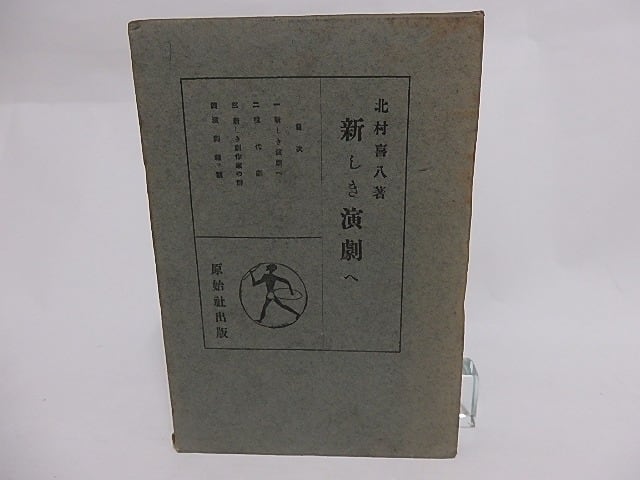 北村喜八著
新しき演劇へ
目次
一 新しき演劇へ
二 現代劇
三 新しき劇作家の群
四 演劇雑考
原始社出版